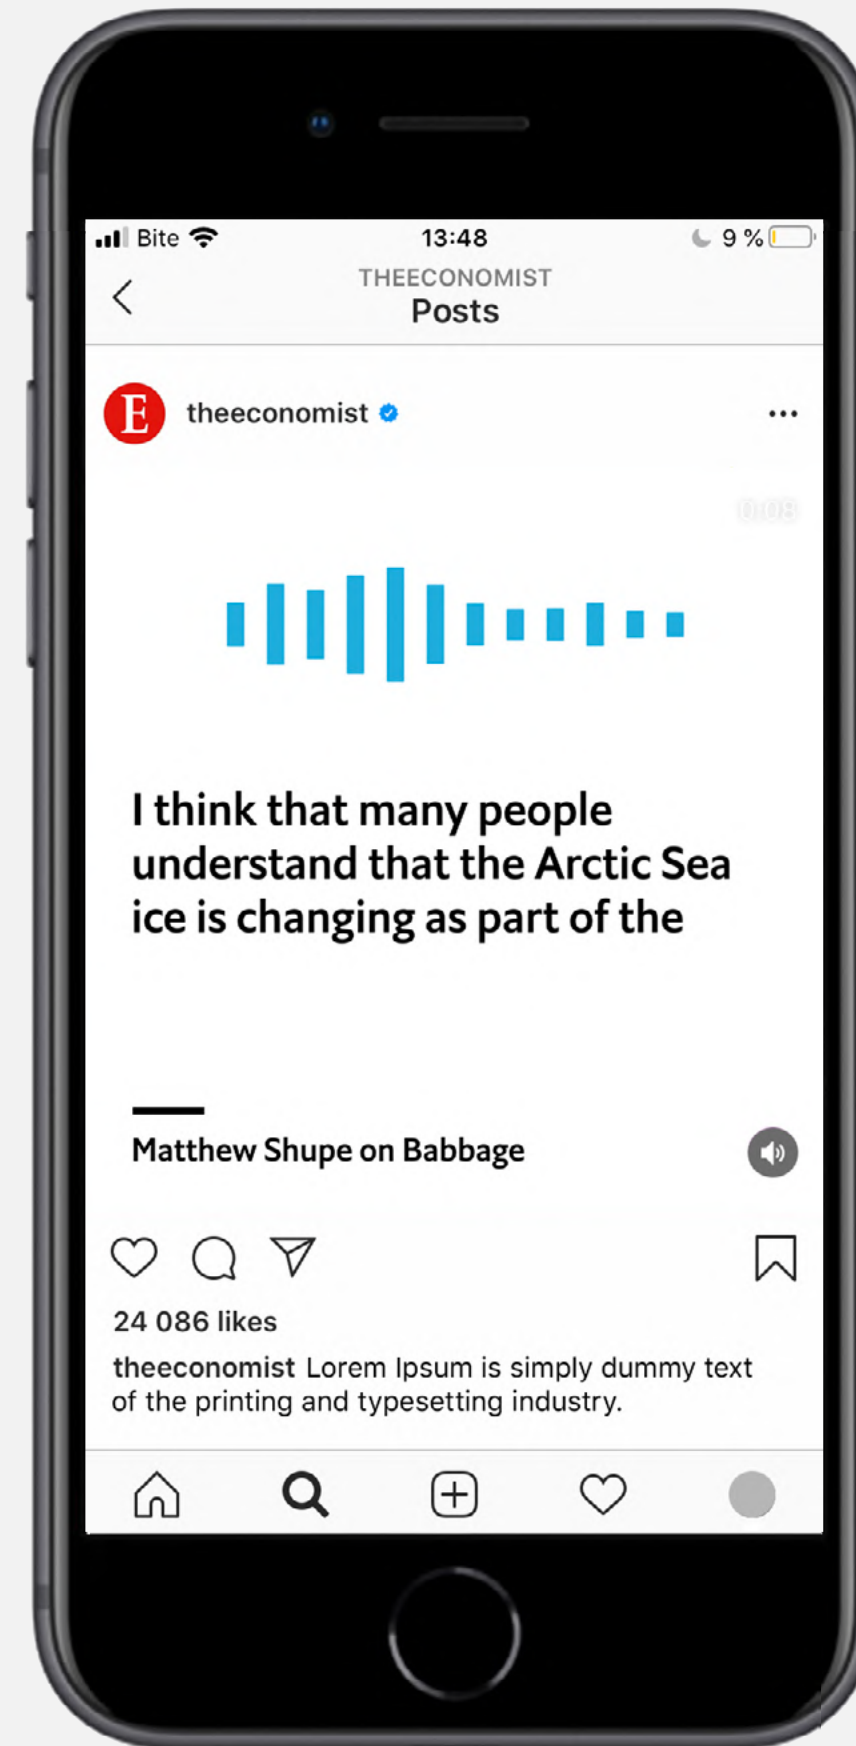 Bite 13:48 9 %
THEECONOMIST
Posts
E theeconomist
0:08
I think that many people
understand that the Arctic Sea
ice is changing as part of the
Matthew Shupe on Babbage
24 086 likes
theeconomist Lorem Ipsum is simply dummy text
of the printing and typesetting industry.